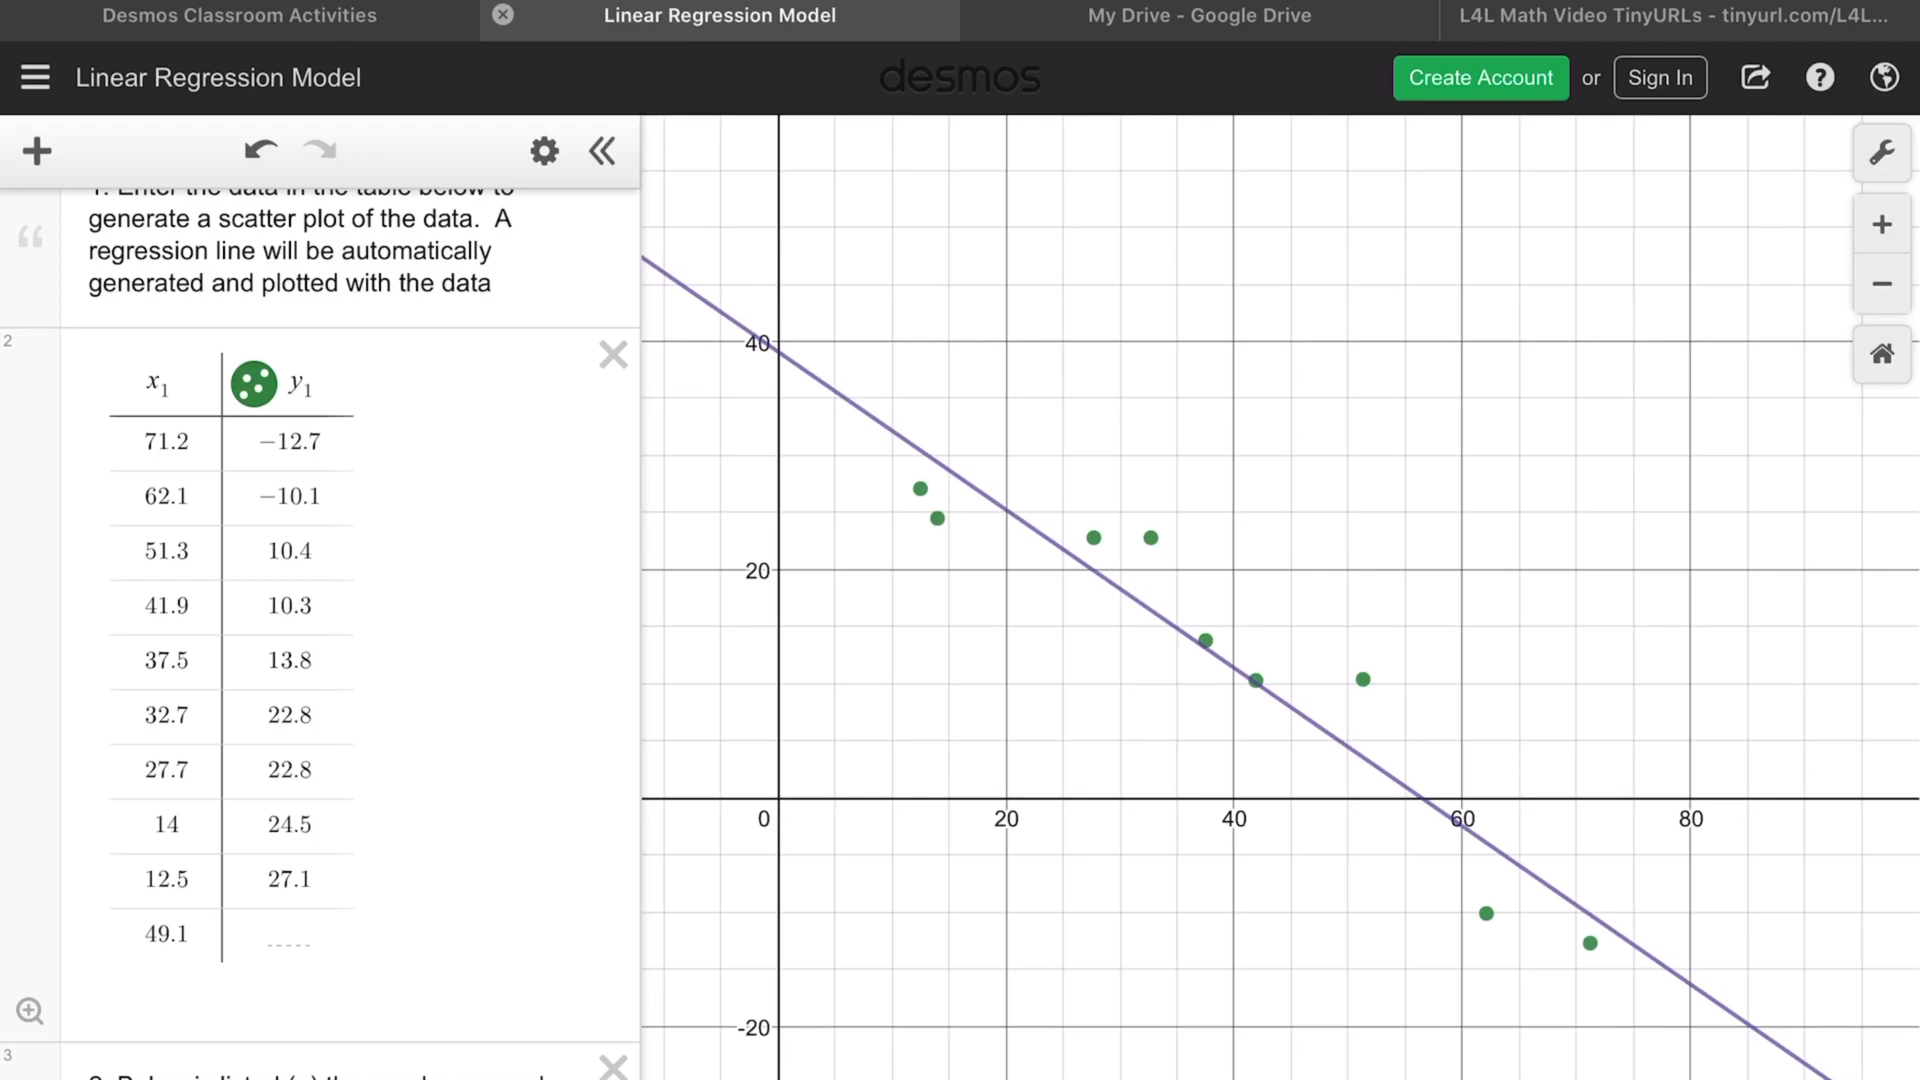 Desmos Classroom Activities
Linear Regression Model
My Drive - Google Drive
L4L Math Video TinyURLs - tinyurl.com/L4L...
Linear Regression Model
desmos
Create Account or Sign In
1. Enter the data in the table below to
generate a scatter plot of the data. A
regression line will be automatically
generated and plotted with the data
2
x₁ y₁
71.2 −12.7
62.1 −10.1
51.3 10.4
41.9 10.3
37.5 13.8
32.7 22.8
27.7 22.8
14 24.5
12.5 27.1
49.1
3
40
20
0 20 40 60 80
-20